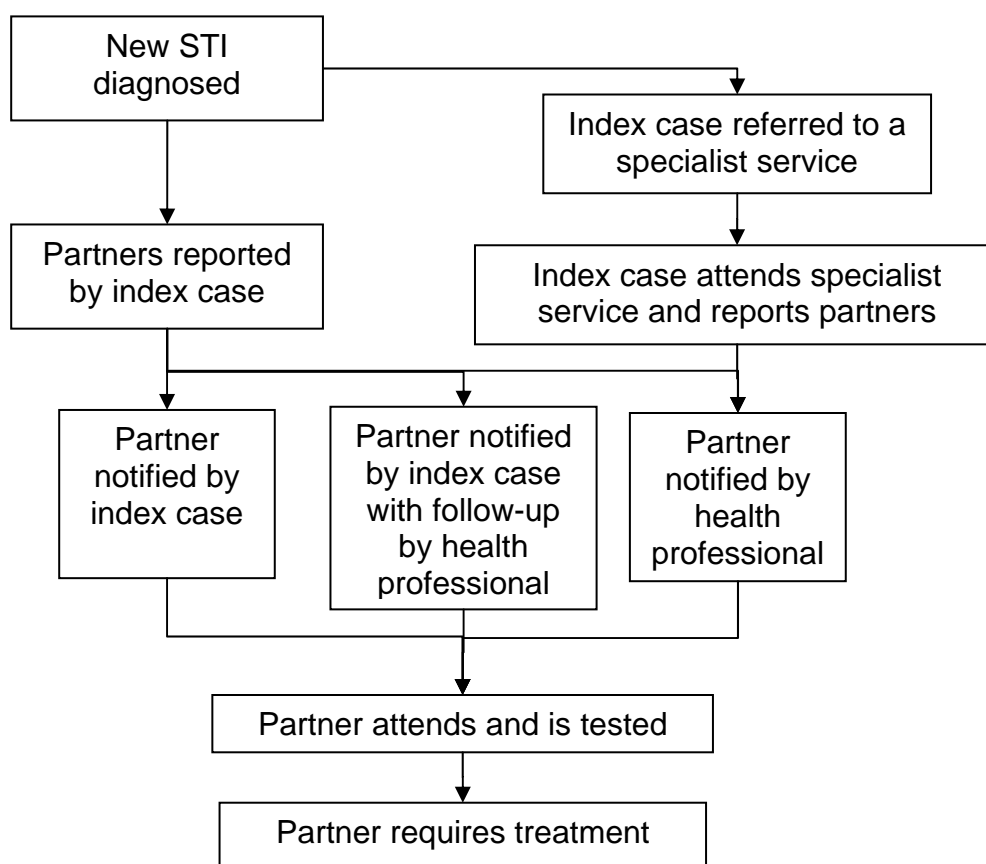 New STI
diagnosed
Index case referred to a
specialist service
Partners reported
by index case
Index case attends specialist
service and reports partners
Partner
notified by
index case
Partner notified
by index case
with follow-up
by health
professional
Partner
notified by
health
professional
Partner attends and is tested
Partner requires treatment